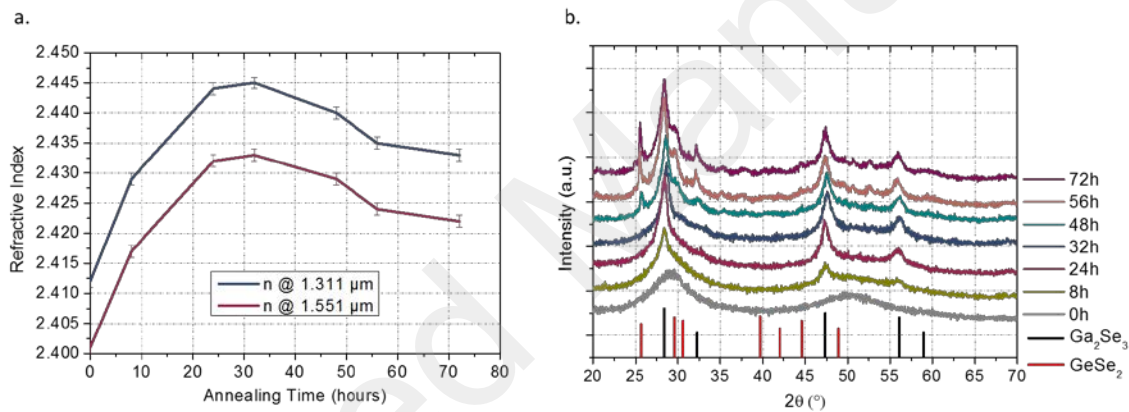 a.
2.450
2.445
2.440
2.435
2.430
2.425
2.420
2.415
2.410
2.405
2.400
Refractive Index
n @ 1.311 µm
n @ 1.551 µm
0 10 20 30 40 50 60 70 80
Annealing Time (hours)
b.
Intensity (a.u.)
72h
56h
48h
32h
24h
8h
0h
Ga₂Se₃
GeSe₂
20 25 30 35 40 45 50 55 60 65 70
2θ (°)
ed Man